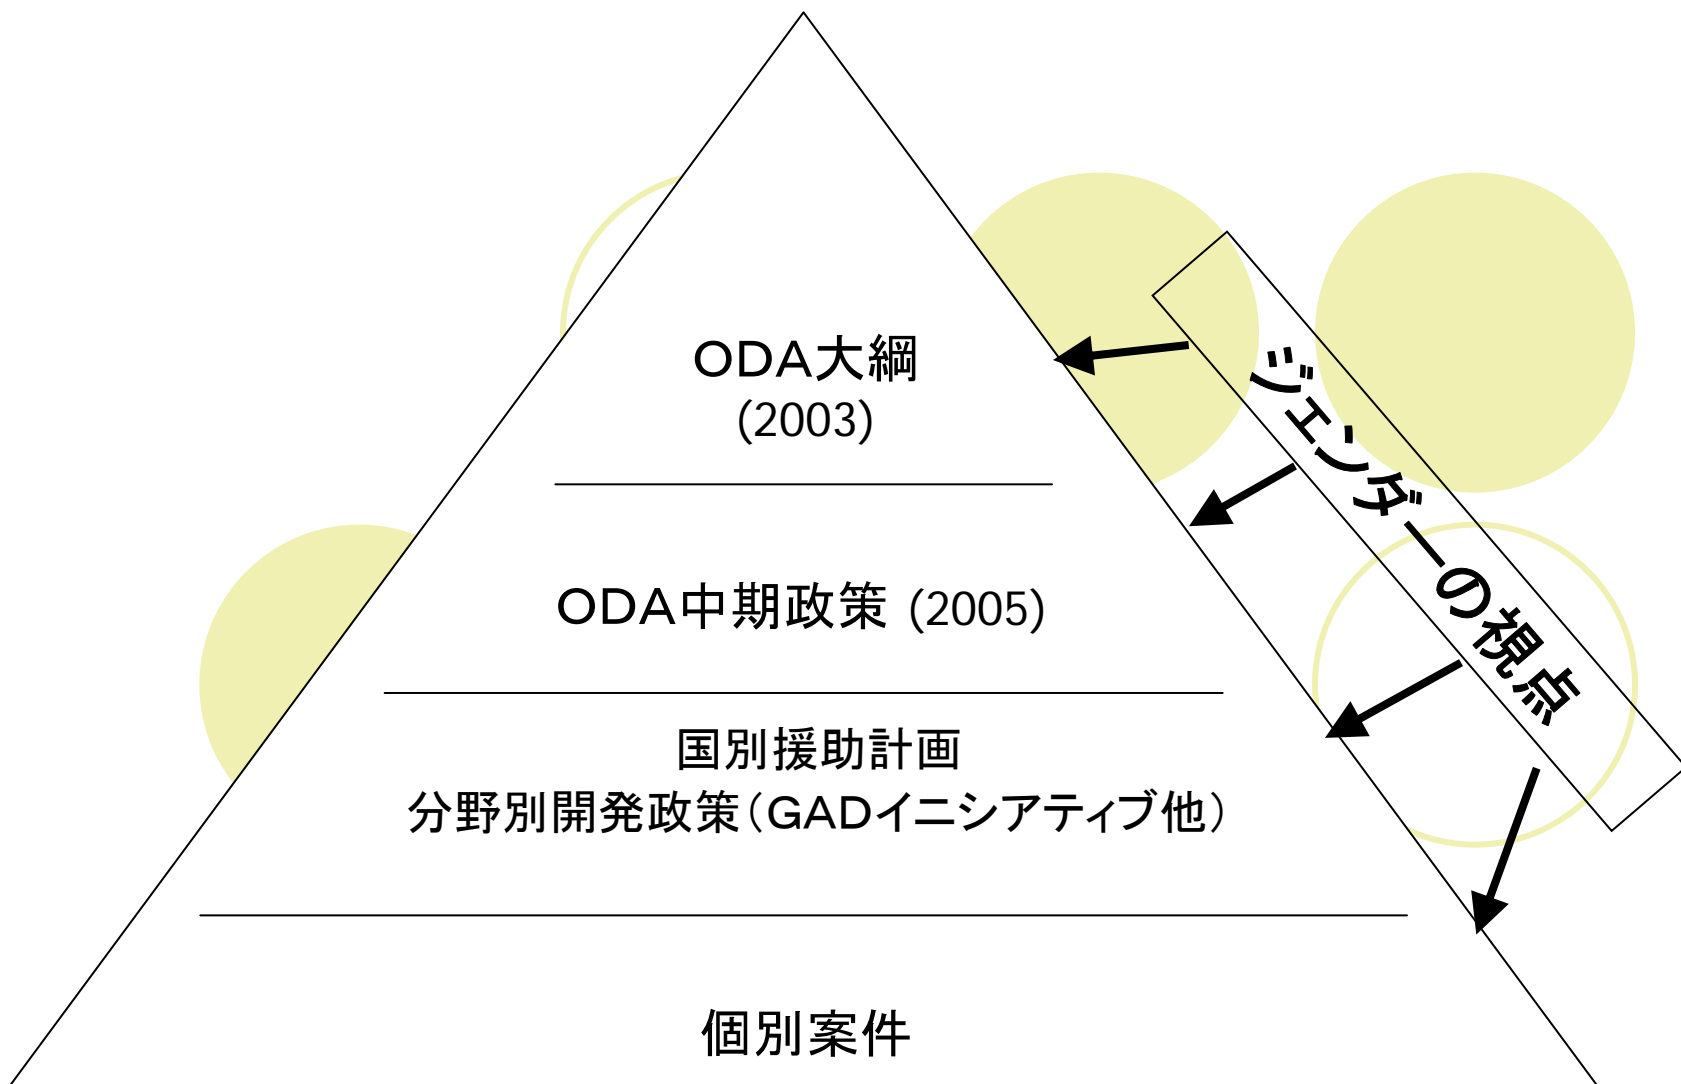 ODA大綱
(2003)
ODA中期政策 (2005)
国別援助計画
分野別開発政策（GADイニシアティブ他）
個別案件
ジェンダーの視点